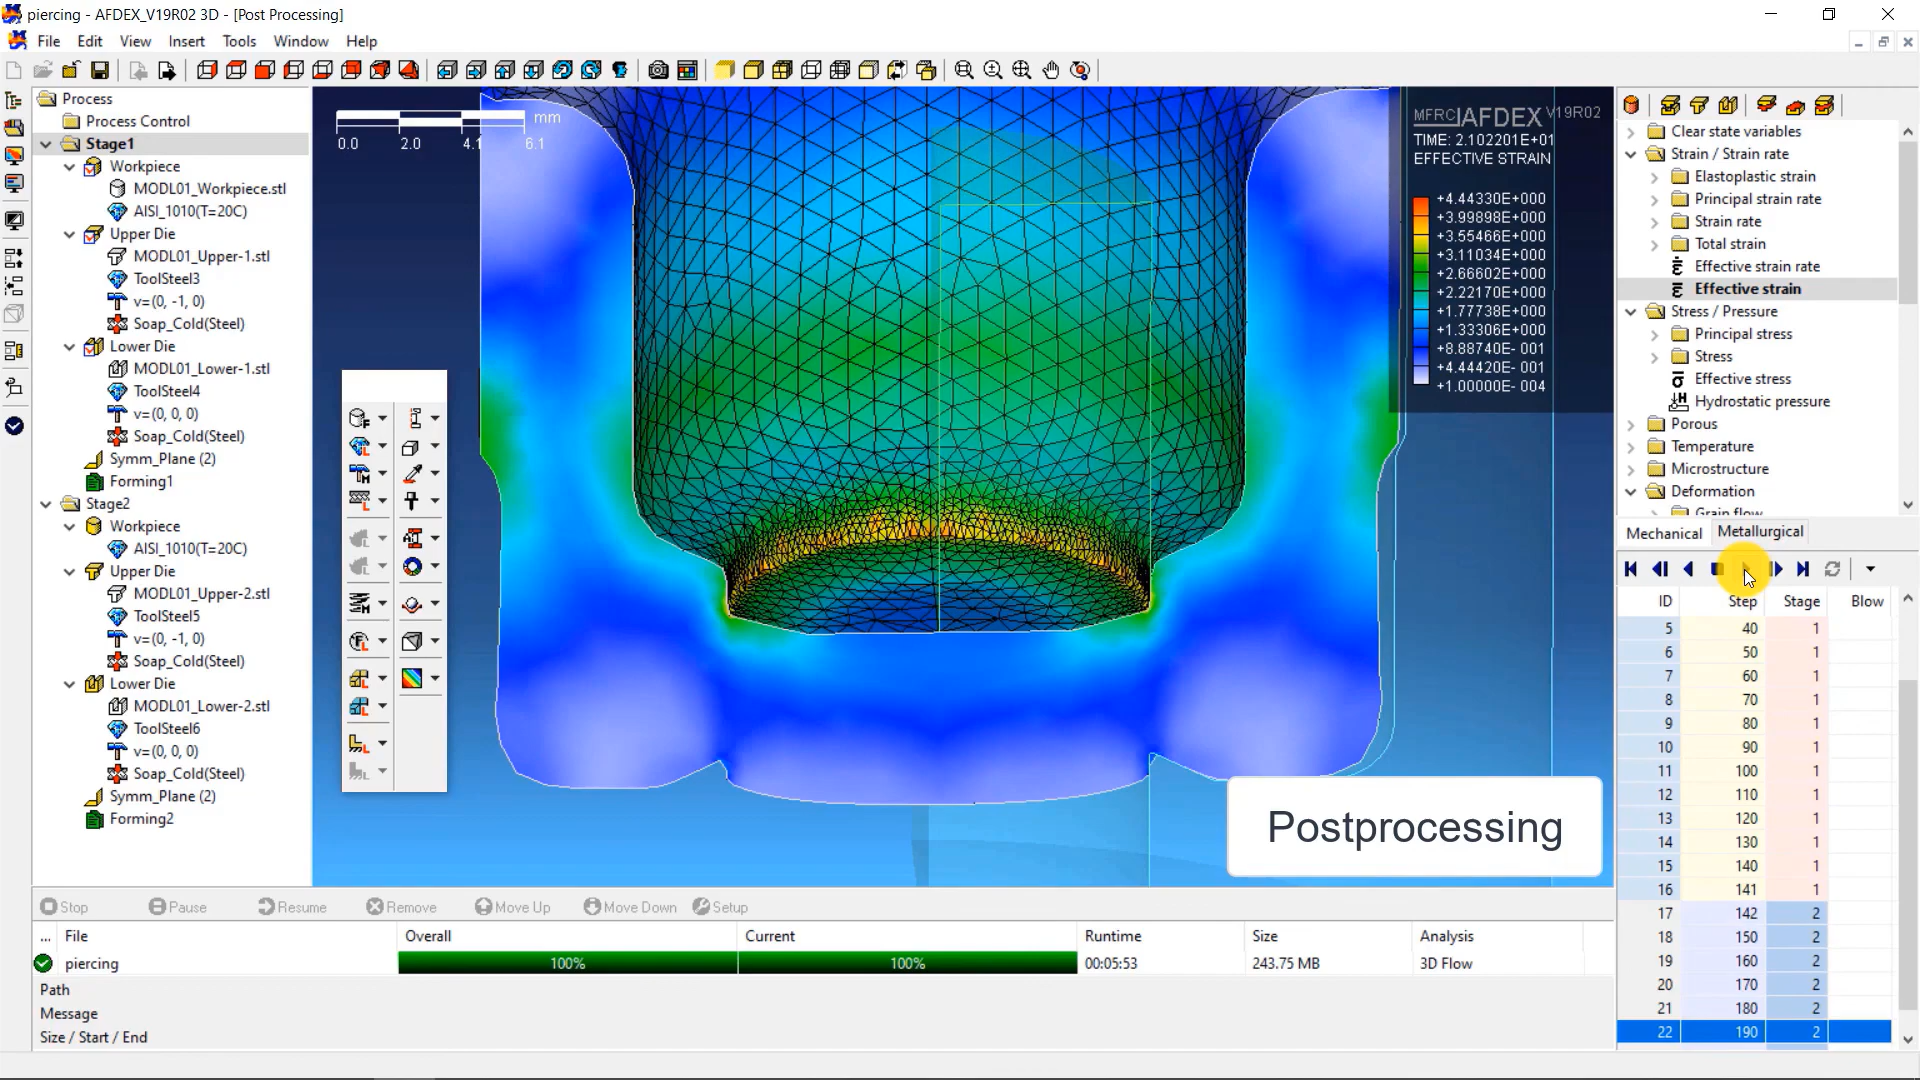 piercing - AFDEX_V19R02 3D - [Post Processing]
File Edit View Insert Tools Window Help
Process
Process Control
Stage1
Workpiece
MODL01_Workpiece.stl
AISI_1010(T=20C)
Upper Die
MODL01_Upper-1.stl
ToolSteel3
v=(0, -1, 0)
Soap_Cold(Steel)
Lower Die
MODL01_Lower-1.stl
ToolSteel4
v=(0, 0, 0)
Soap_Cold(Steel)
Symm_Plane (2)
Forming1
Stage2
Workpiece
AISI_1010(T=20C)
Upper Die
MODL01_Upper-2.stl
ToolSteel5
v=(0, -1, 0)
Soap_Cold(Steel)
Lower Die
MODL01_Lower-2.stl
ToolSteel6
v=(0, 0, 0)
Soap_Cold(Steel)
Symm_Plane (2)
Forming2
mm
0.0 2.0 4.1 6.1
MFRC AFDEX V19R02
TIME: 2.102201E+01
EFFECTIVE STRAIN
+4.44330E+000
+3.99898E+000
+3.55466E+000
+3.11034E+000
+2.66602E+000
+2.22170E+000
+1.77738E+000
+1.33306E+000
+8.88740E- 001
+4.44420E- 001
+1.00000E- 004
Postprocessing
Clear state variables
Strain / Strain rate
Elastoplastic strain
Principal strain rate
Strain rate
Total strain
Effective strain rate
Effective strain
Stress / Pressure
Principal stress
Stress
Effective stress
Hydrostatic pressure
Porous
Temperature
Microstructure
Deformation
Grain flow
Mechanical Metallurgical
ID Step Stage Blow
5 40 1
6 50 1
7 60 1
8 70 1
9 80 1
10 90 1
11 100 1
12 110 1
13 120 1
14 130 1
15 140 1
16 141 1
17 142 2
18 150 2
19 160 2
20 170 2
21 180 2
22 190 2
Stop Pause Resume Remove Move Up Move Down Setup
... File Overall Current Runtime Size Analysis
piercing 100% 100% 00:05:53 243.75 MB 3D Flow
Path
Message
Size / Start / End